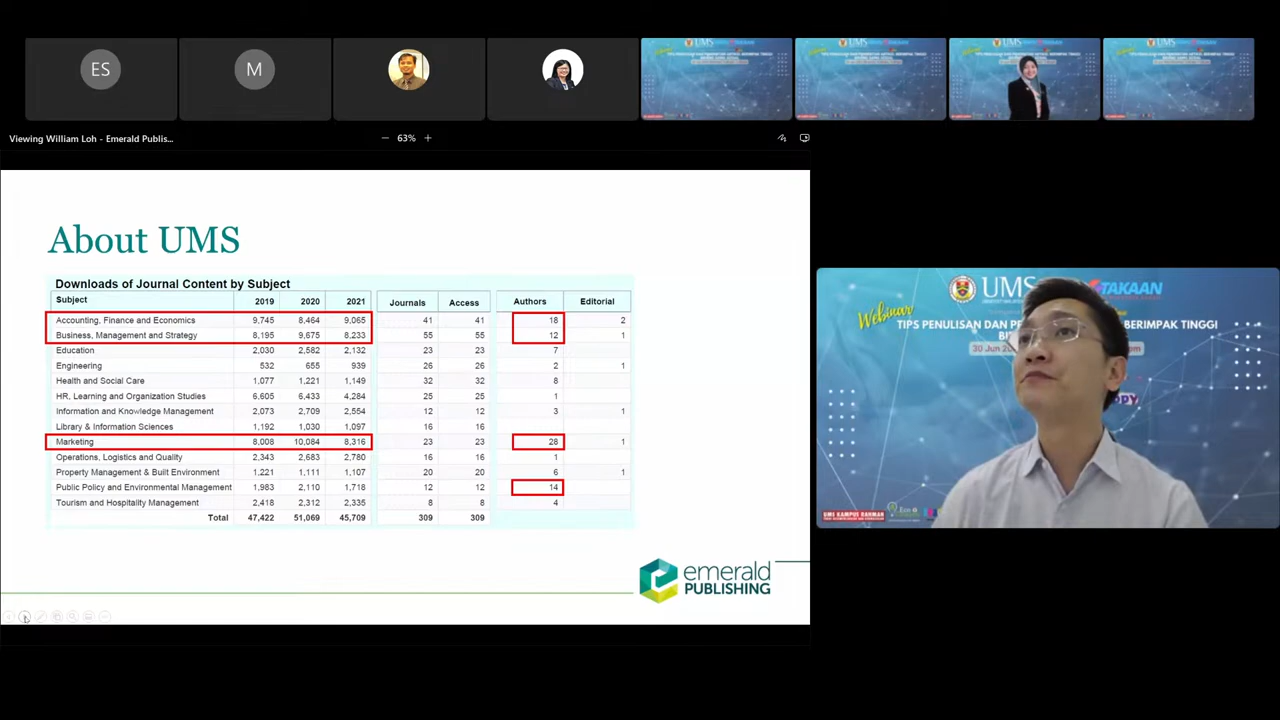 ES
M
UMS
UMS
UMS
UMS
Viewing William Loh - Emerald Publis...
63%
About UMS
Downloads of Journal Content by Subject
Subject 2019 2020 2021 Journals Access Authors Editorial
Accounting, Finance and Economics 9,745 8,464 9,065 41 41 18 2
Business, Management and Strategy 8,195 9,675 8,233 55 55 12 1
Education 2,030 2,582 2,132 23 23 7
Engineering 532 655 939 26 26 2 1
Health and Social Care 1,077 1,221 1,149 32 32 8
HR, Learning and Organization Studies 6,605 6,433 4,284 25 25 1
Information and Knowledge Management 2,073 2,709 2,554 12 12 3 1
Library & Information Sciences 1,192 1,030 1,097 16 16
Marketing 8,008 10,084 8,316 23 23 28 1
Operations, Logistics and Quality 2,343 2,683 2,780 16 16 1
Property Management & Built Environment 1,221 1,111 1,107 20 20 6 1
Public Policy and Environmental Management 1,983 2,110 1,718 12 12 14
Tourism and Hospitality Management 2,418 2,312 2,335 8 8 4
Total 47,422 51,069 45,709 309 309
emerald
PUBLISHING
UMS
TAKAAN
Webinar
TIPS PENULISAN DAN BERIMPAK TINGGI
30 Jun
UMS KAMPUS RAHMAH